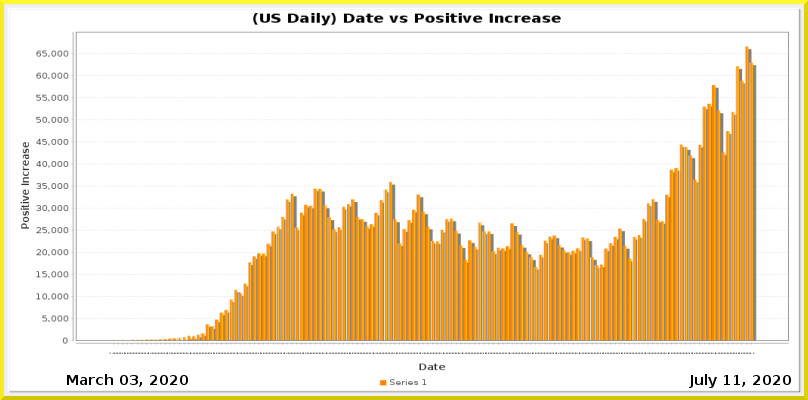 (US Daily) Date vs Positive Increase
65,000
60,000
55,000
50,000
45,000
40,000
35,000
30,000
25,000
20,000
15,000
10,000
5,000
0
Positive Increase
Date
March 03, 2020
Series 1
July 11, 2020